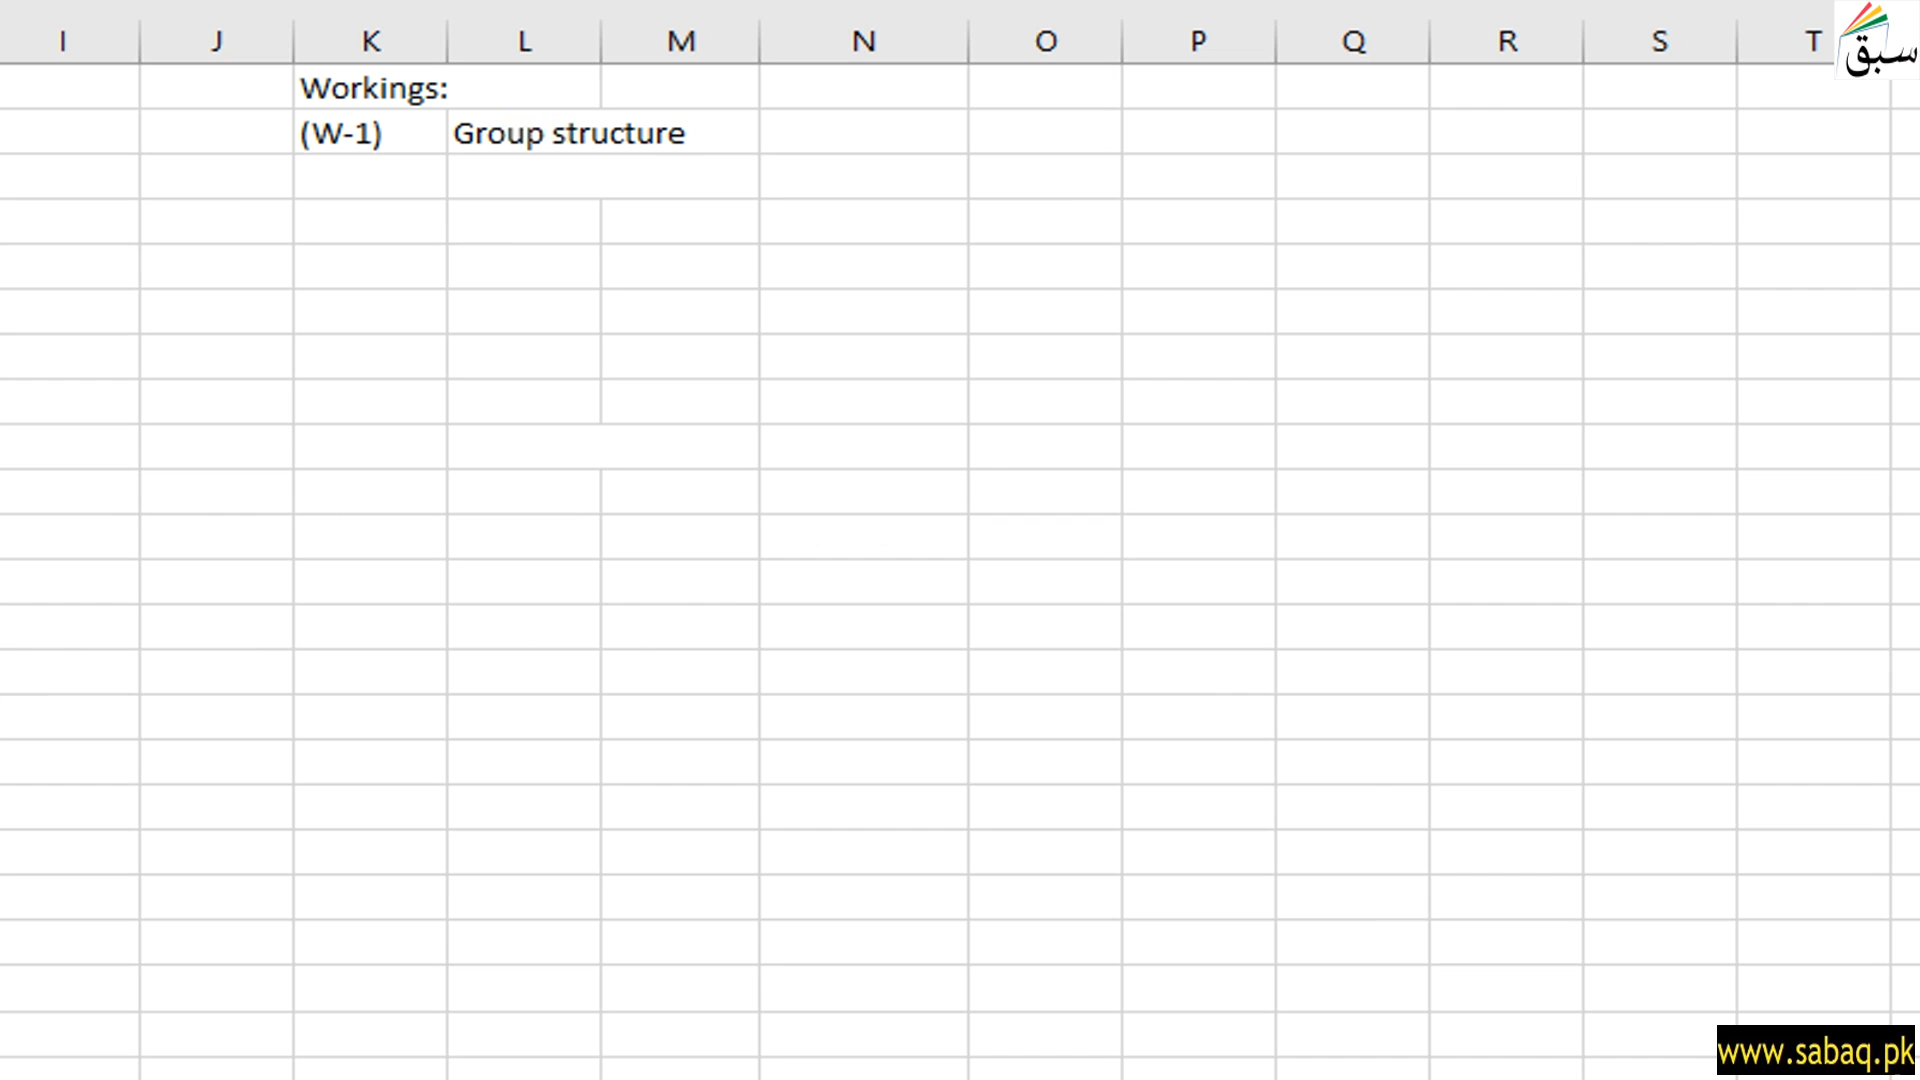 I J K L M N O P Q R S T
سبق
Workings:
(W-1) Group structure
www.sabaq.pk